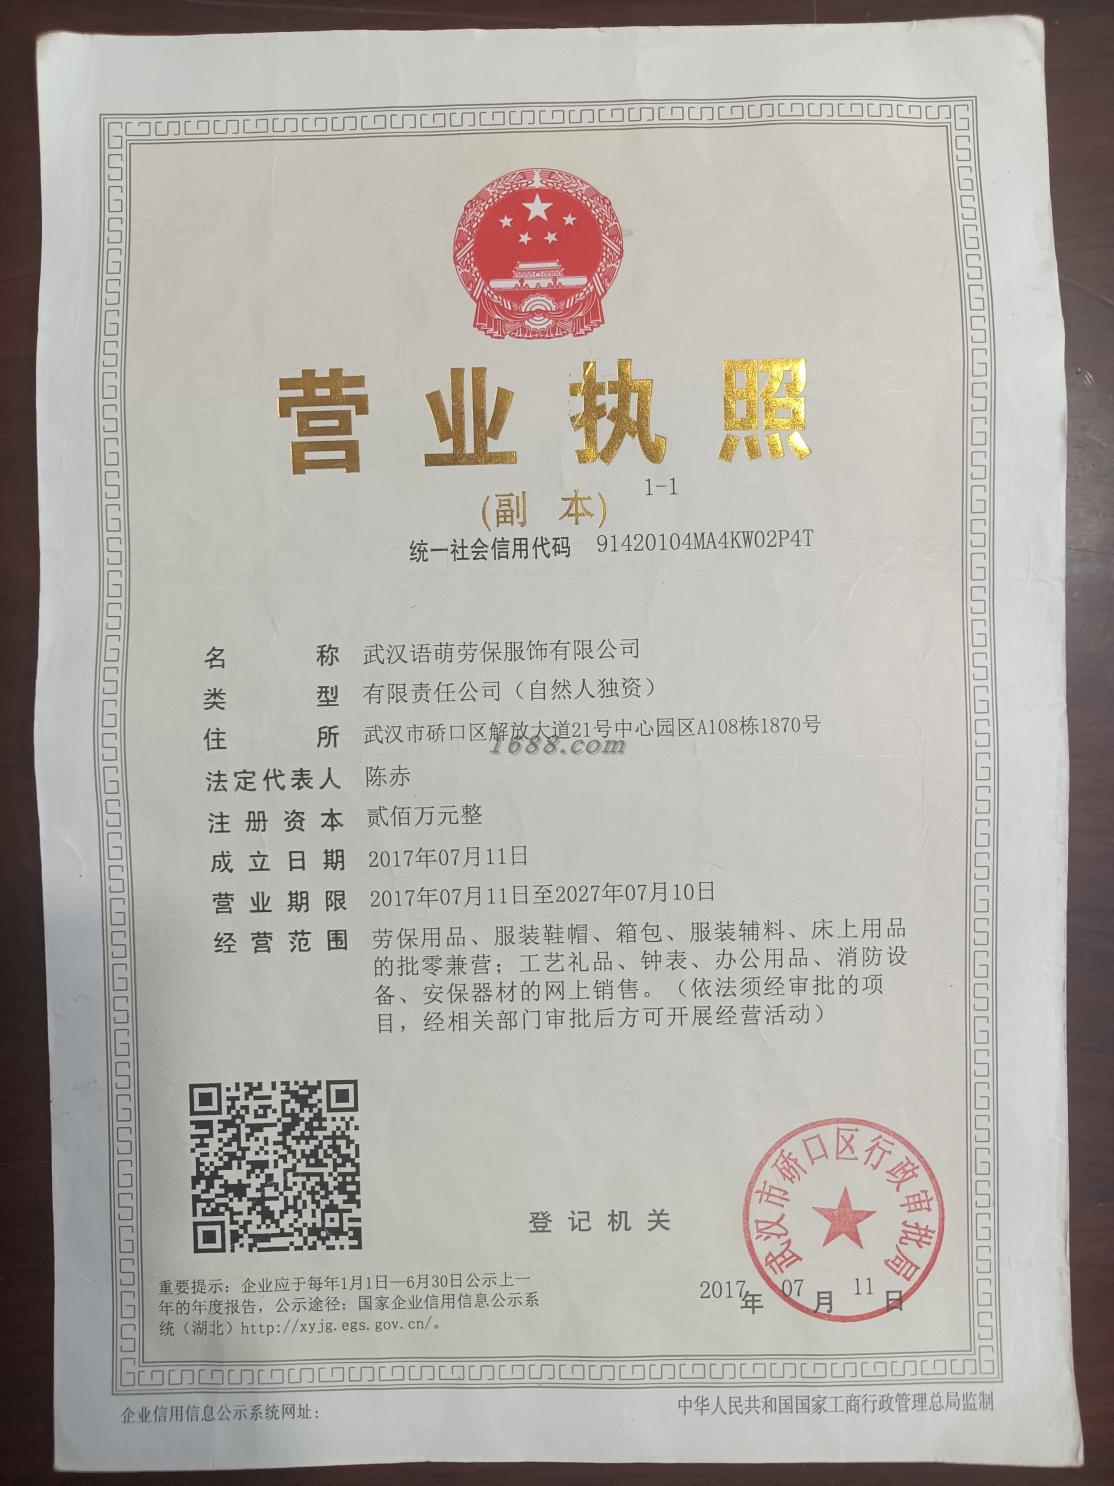 营业执照
(副本) 1-1
统一社会信用代码 91420104MA4KW02P4T
名称 武汉语萌劳保服饰有限公司
类型 有限责任公司（自然人独资）
住所 武汉市硚口区解放大道21号中心园区A108栋1870号
1688.com
法定代表人 陈赤
注册资本 贰佰万元整
成立日期 2017年07月11日
营业期限 2017年07月11日至2027年07月10日
经营范围 劳保用品、服装鞋帽、箱包、服装辅料、床上用品
的批零兼营；工艺礼品、钟表、办公用品、消防设
备、安保器材的网上销售。（依法须经审批的项
目，经相关部门审批后方可开展经营活动）
登记机关
武汉市硚口区行政审批局
2017年07月11日
重要提示：企业应于每年1月1日—6月30日公示上一
年的年度报告，公示途径：国家企业信用信息公示系
统（湖北）http://xyjg.egs.gov.cn/。
企业信用信息公示系统网址：
中华人民共和国国家工商行政管理总局监制